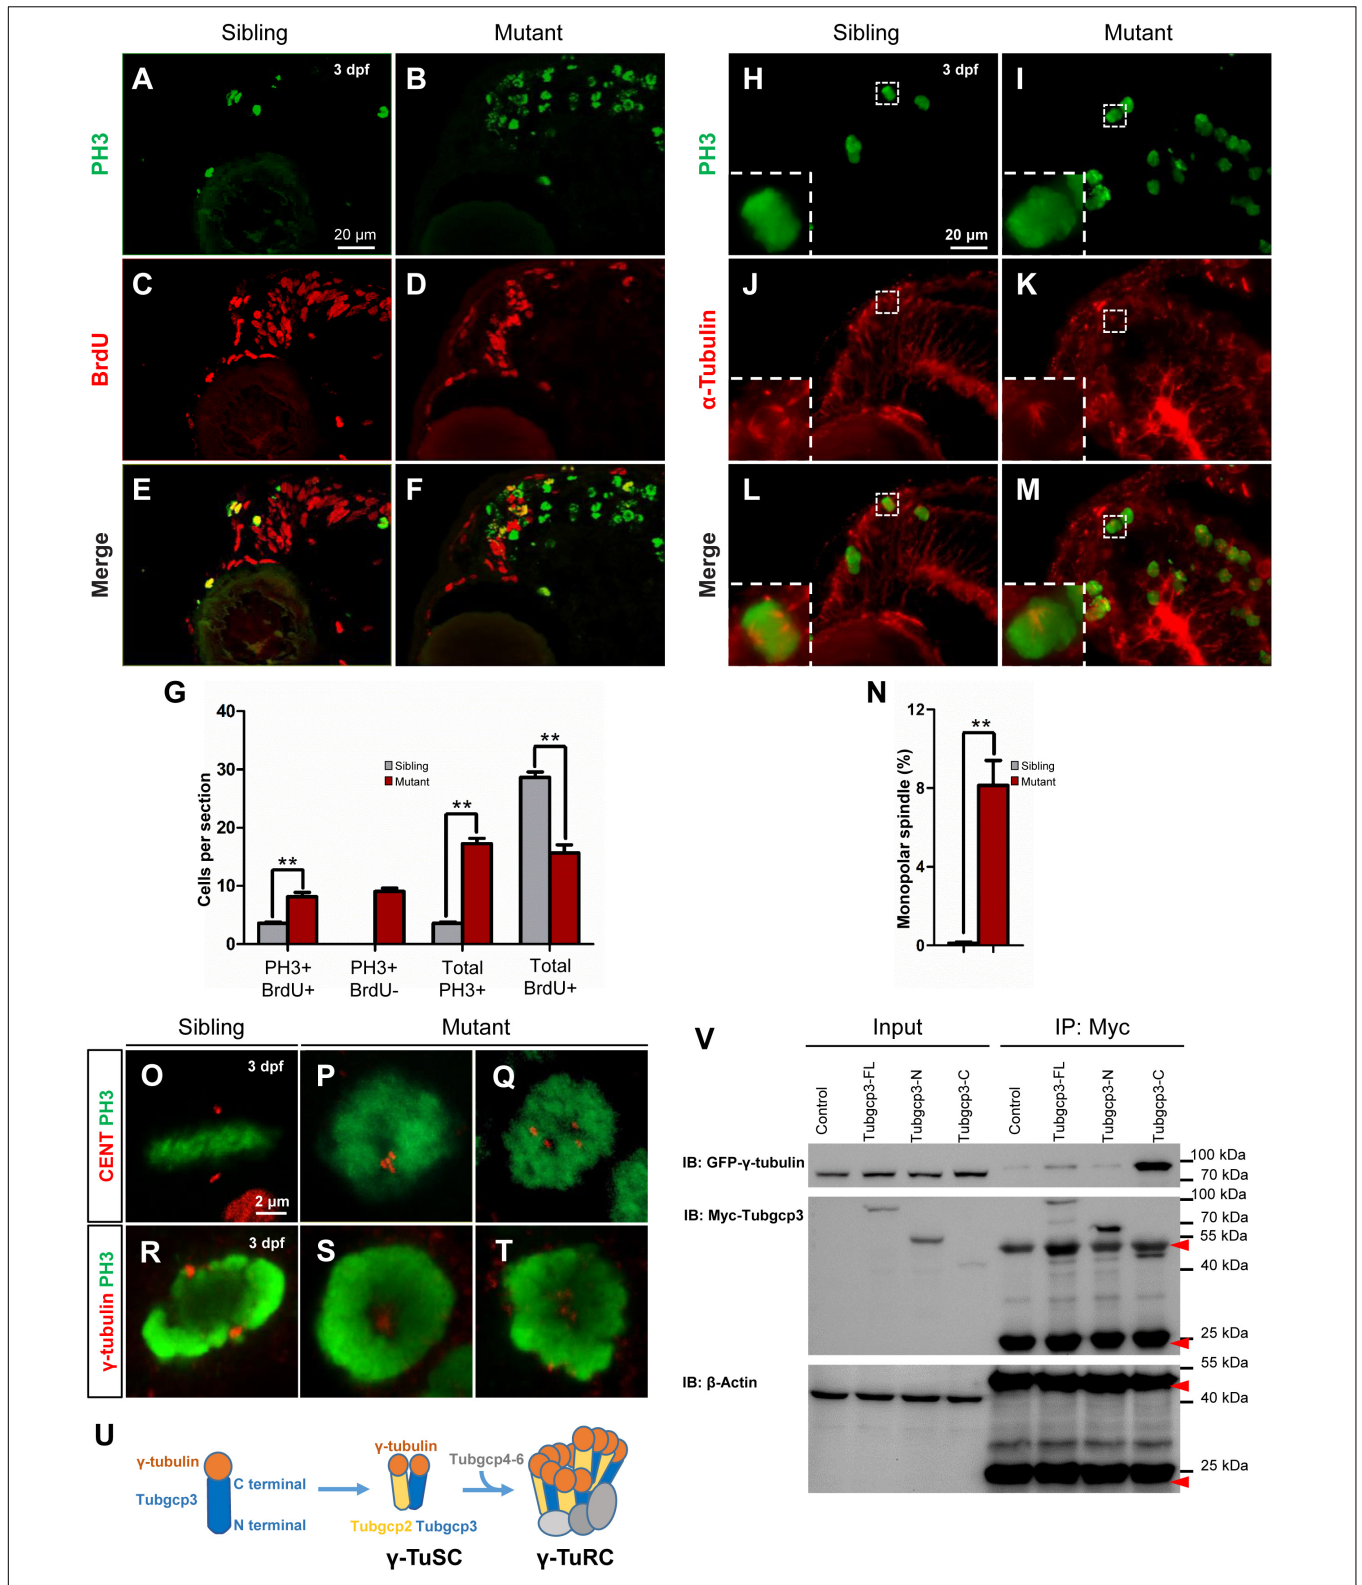 Sibling
Mutant
Sibling
Mutant
PH3
A
3 dpf
20 µm
B
PH3
H
3 dpf
20 µm
I
BrdU
C
D
α-Tubulin
J
K
Merge
E
F
Merge
L
M
G
Cells per section
40
30
20
10
0
Sibling
Mutant
**
**
**
PH3+
BrdU+
PH3+
BrdU-
Total
PH3+
Total
BrdU+
N
Monopolar spindle (%)
12
8
4
0
**
Sibling
Mutant
Sibling
Mutant
CENT PH3
O
3 dpf
2 µm
P
Q
γ-tubulin PH3
R
3 dpf
S
T
U
γ-tubulin
Tubgcp3
C terminal
N terminal
γ-tubulin
Tubgcp2 Tubgcp3
γ-TuSC
Tubgcp4-6
γ-TuRC
V
Input
IP: Myc
Control
Tubgcp3-FL
Tubgcp3-N
Tubgcp3-C
Control
Tubgcp3-FL
Tubgcp3-N
Tubgcp3-C
IB: GFP-γ-tubulin
100 kDa
70 kDa
IB: Myc-Tubgcp3
100 kDa
70 kDa
55 kDa
40 kDa
25 kDa
IB: β-Actin
55 kDa
40 kDa
25 kDa